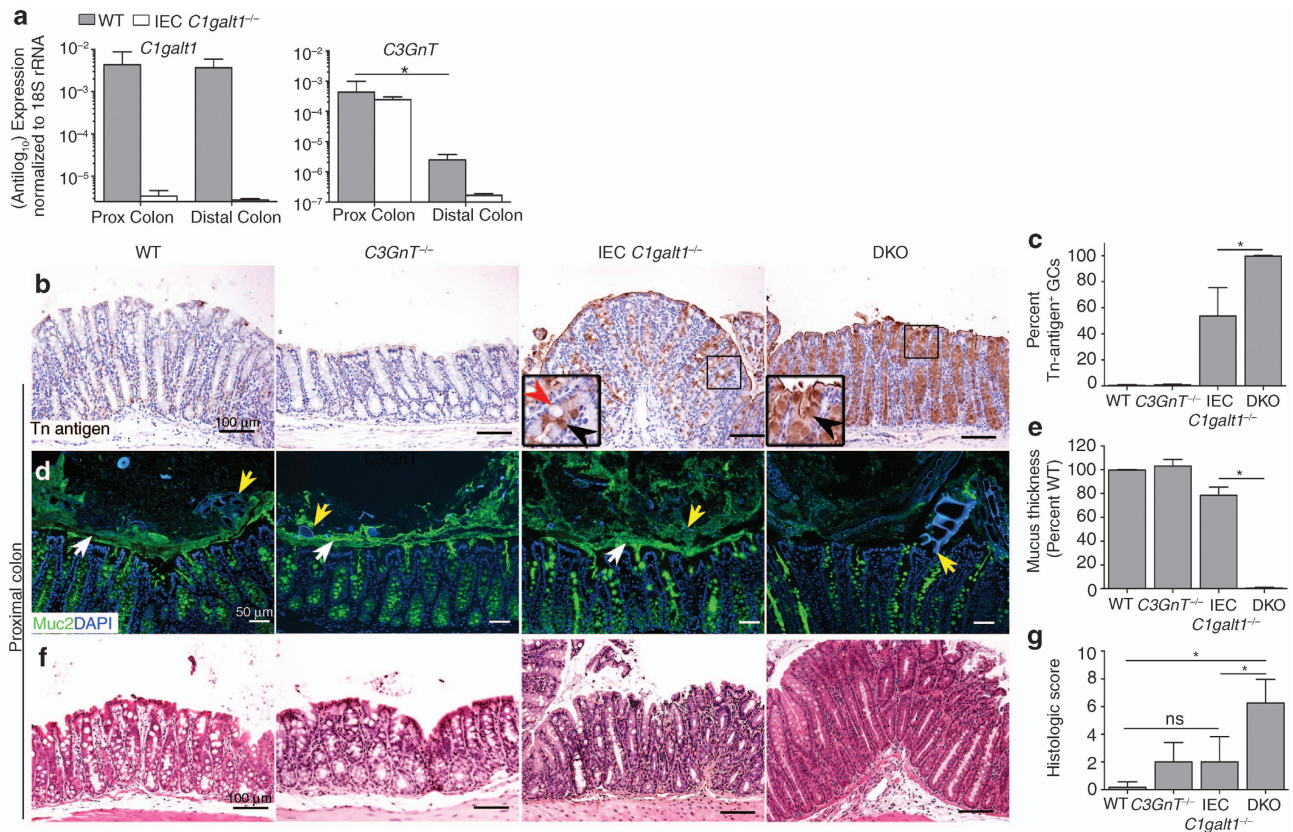 a
WT IEC C1galt1–/–
(Antilog10) Expression
normalized to 18S rRNA
C1galt1
10–2
10–3
10–4
10–5
Prox Colon Distal Colon
C3GnT
*
10–2
10–3
10–4
10–5
10–6
10–7
Prox Colon Distal Colon
WT C3GnT–/– IEC C1galt1–/– DKO
Proximal colon
b
Tn antigen
100 μm
c
Percent
Tn-antigen+ GCs
100
80
60
40
20
0
*
WT C3GnT–/– IEC DKO
C1galt1–/–
d
C3GnT
Muc2DAPI
50 μm
e
Mucus thickness
(Percent WT)
120
100
80
60
40
20
0
*
WT C3GnT–/– IEC DKO
C1galt1–/–
f
100 μm
g
Histologic score
8
6
4
2
0
*
*
ns
WT C3GnT–/– IEC DKO
C1galt1–/–